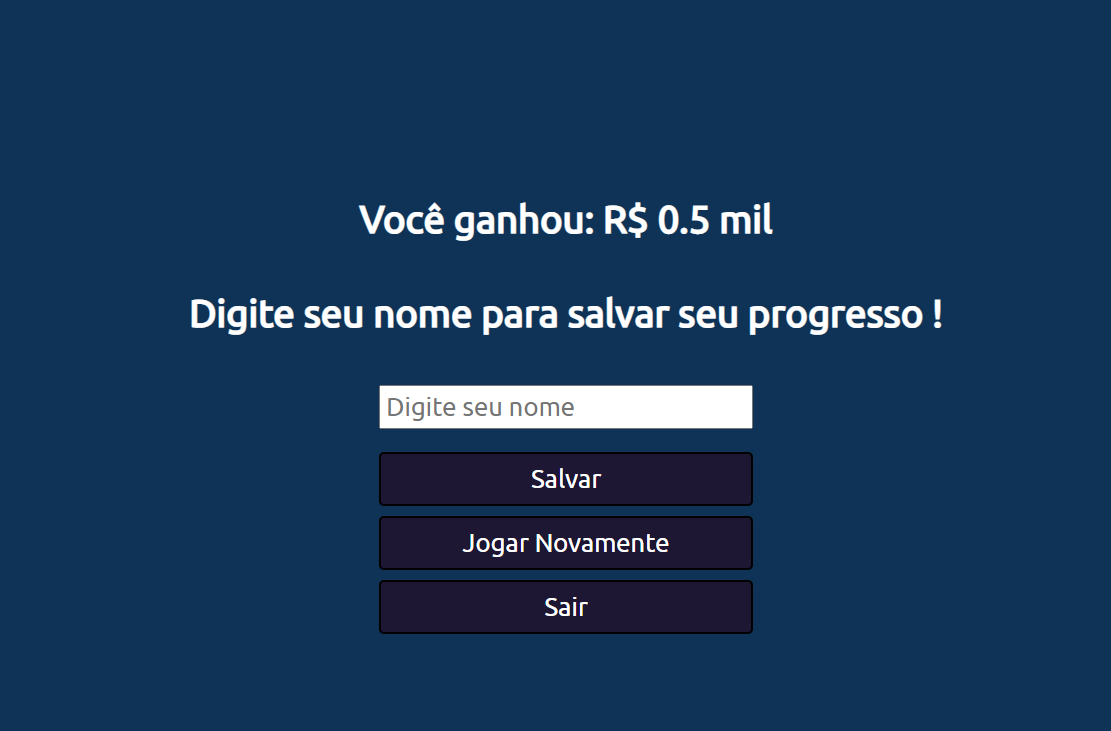 Você ganhou: R$ 0.5 mil
Digite seu nome para salvar seu progresso !
Digite seu nome
Salvar
Jogar Novamente
Sair